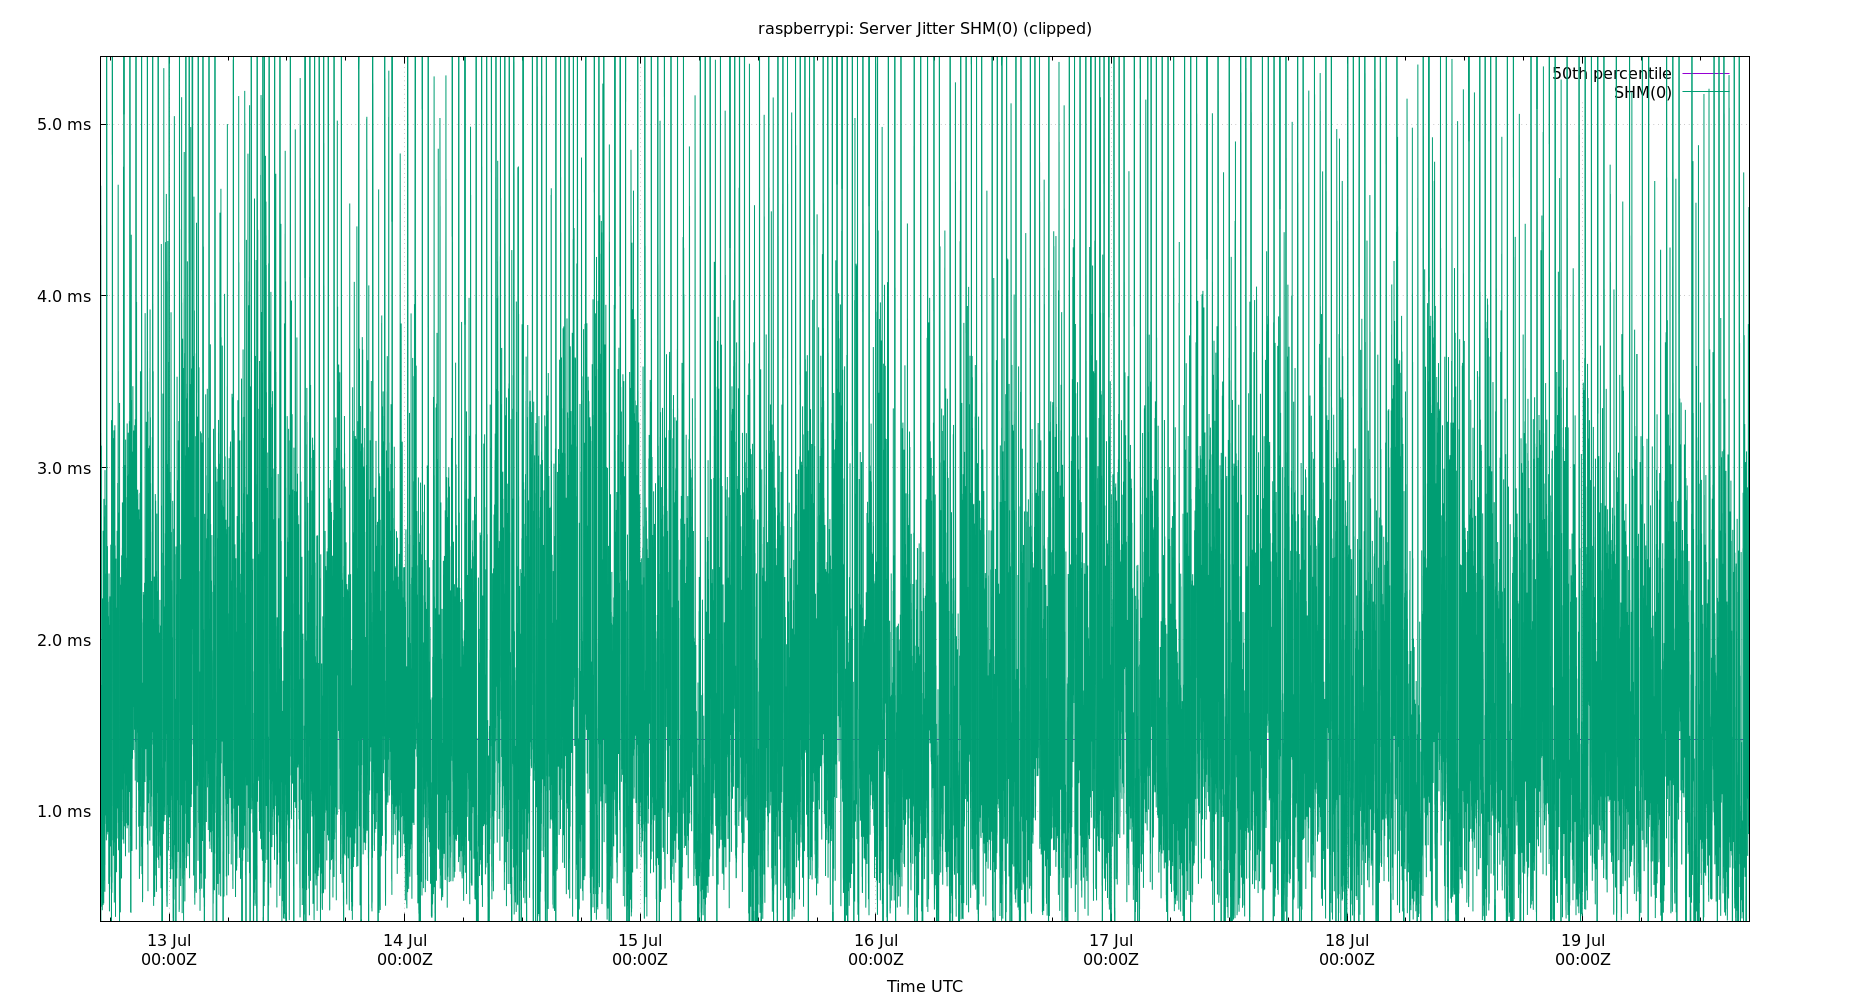 raspberrypi: Server Jitter SHM(0) (clipped)
50th percentile
SHM(0)
5.0 ms
4.0 ms
3.0 ms
2.0 ms
1.0 ms
13 Jul 14 Jul 15 Jul 16 Jul 17 Jul 18 Jul 19 Jul
00:00Z 00:00Z 00:00Z 00:00Z 00:00Z 00:00Z 00:00Z
Time UTC